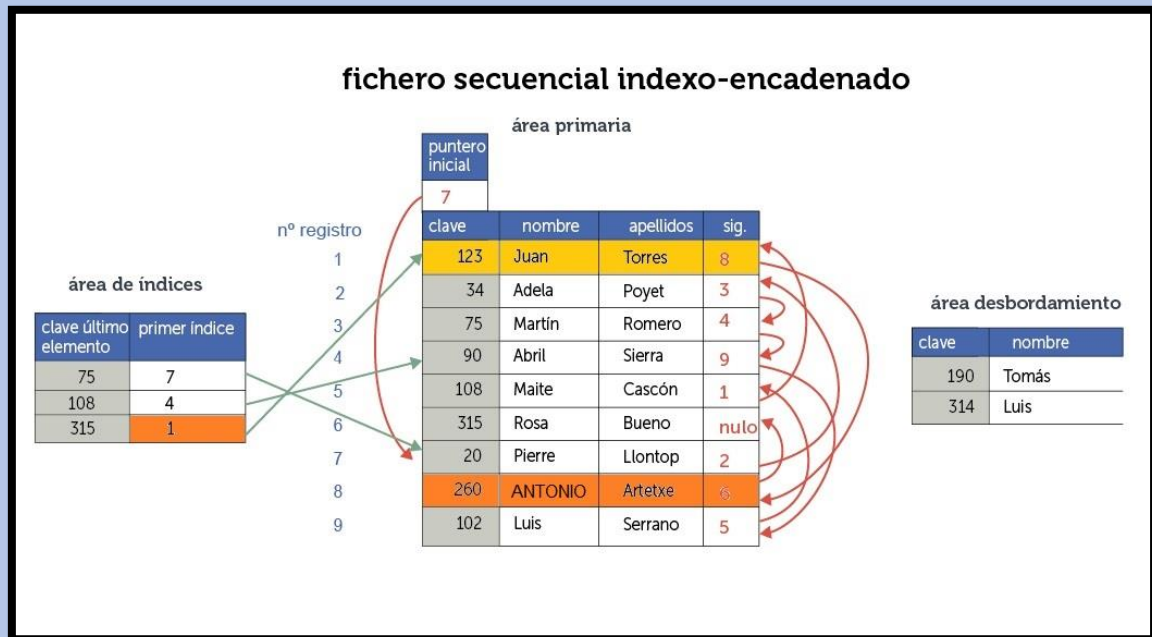 fichero secuencial indexo-encadenado
área primaria
puntero
inicial
7
nº registro
clave nombre apellidos sig.
1 123 Juan Torres 8
2 34 Adela Poyet 3
3 75 Martín Romero 4
4 90 Abril Sierra 9
5 108 Maite Cascón 1
6 315 Rosa Bueno nulo
7 20 Pierre Llontop 2
8 260 ANTONIO Artetxe 6
9 102 Luis Serrano 5
área de índices
clave último primer índice
elemento
75 7
108 4
315 1
área desbordamiento
clave nombre
190 Tomás
314 Luis